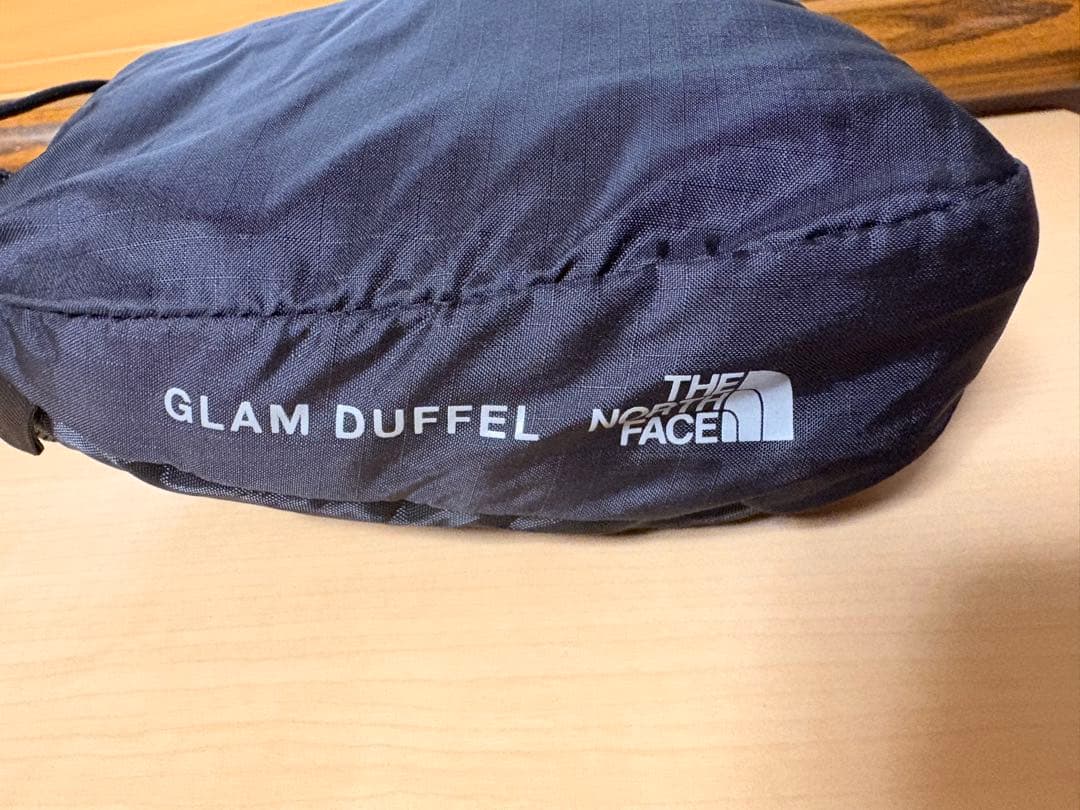 GLAM DUFFEL
THE
NORTH
FACE